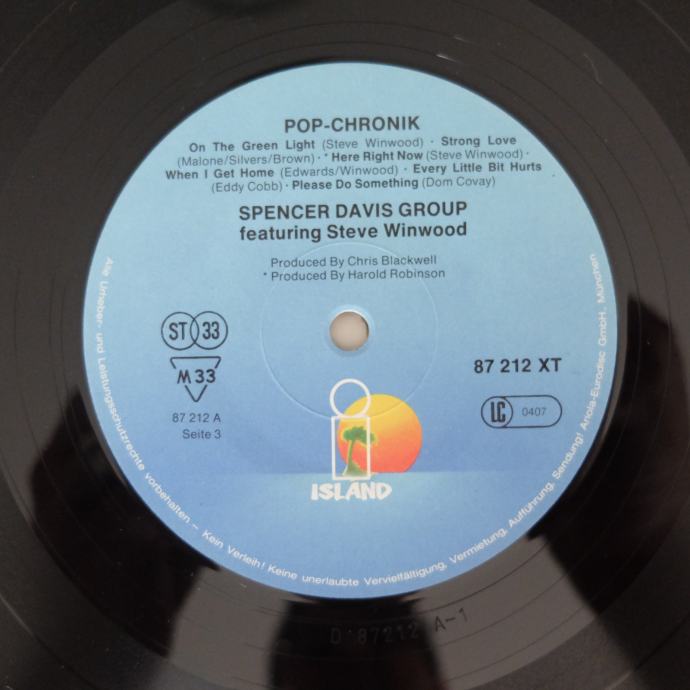 POP-CHRONIK
On The Green Light (Steve Winwood) · Strong Love
(Malone/Silvers/Brown) · * Here Right Now (Steve Winwood) ·
When I Get Home (Edwards/Winwood) · Every Little Bit Hurts
(Eddy Cobb) · Please Do Something (Dom Covay)
SPENCER DAVIS GROUP
featuring Steve Winwood
Produced By Chris Blackwell
* Produced By Harold Robinson
ST 33
M 33
87 212 A
Seite 3
87 212 XT
LC 0407
ISLAND
Alle Urheber- und Leistungsschutzrechte vorbehalten – Kein Verleih! Keine unerlaubte Vervielfältigung, Vermietung, Aufführung, Sendung! Ariola-Eurodisc GmbH, München
D 87212 A-1